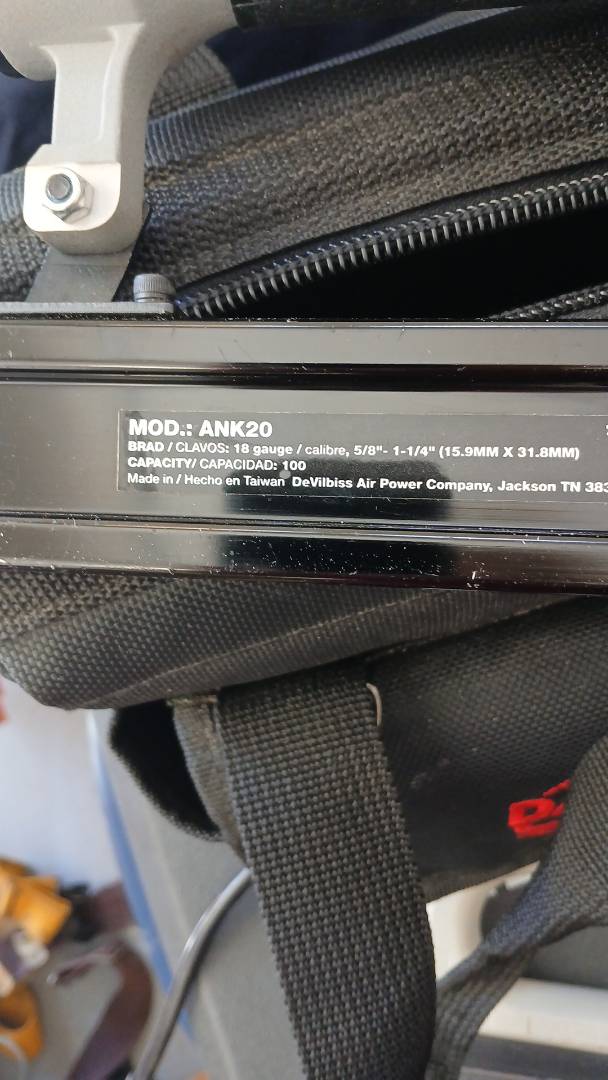 MOD.: ANK20
BRAD / CLAVOS: 18 gauge / calibre, 5/8"- 1-1/4" (15.9MM X 31.8MM)
CAPACITY/ CAPACIDAD: 100
Made in / Hecho en Taiwan DeVilbiss Air Power Company, Jackson TN 383